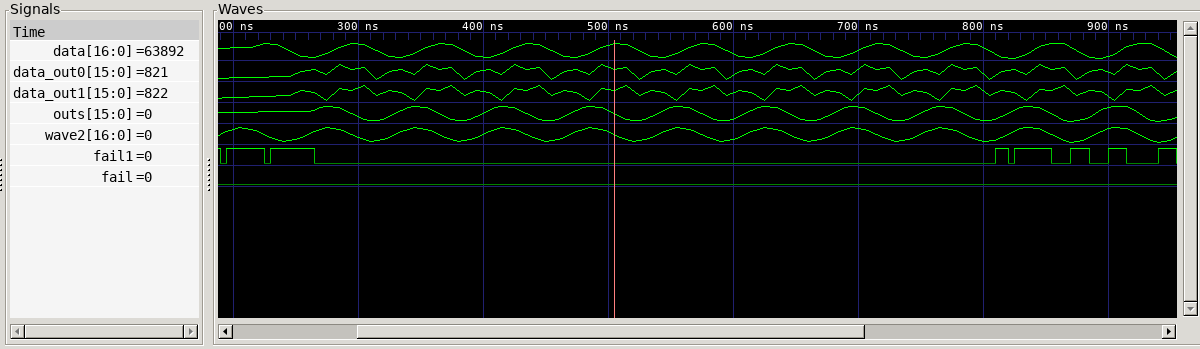 Signals
Waves
Time
00 ns 300 ns 400 ns 500 ns 600 ns 700 ns 800 ns 900 ns
data[16:0]=63892
data_out0[15:0]=821
data_out1[15:0]=822
outs[15:0]=0
wave2[16:0]=0
fail1=0
fail=0